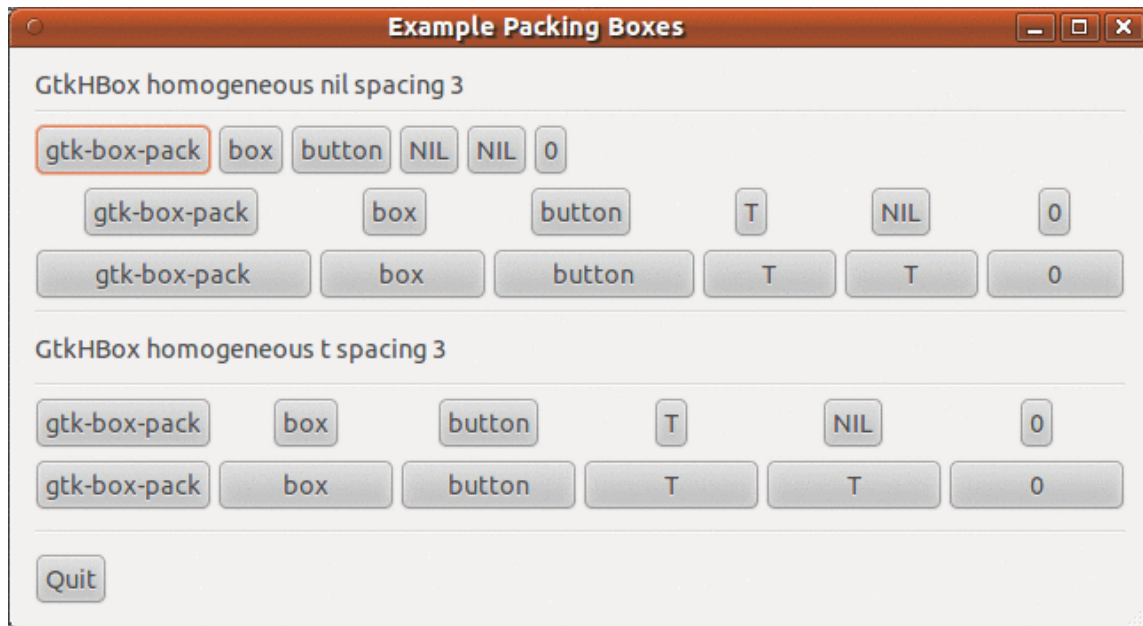 Example Packing Boxes
GtkHBox homogeneous nil spacing 3
gtk-box-pack box button NIL NIL 0
gtk-box-pack box button T NIL 0
gtk-box-pack box button T T 0
GtkHBox homogeneous t spacing 3
gtk-box-pack box button T NIL 0
gtk-box-pack box button T T 0
Quit